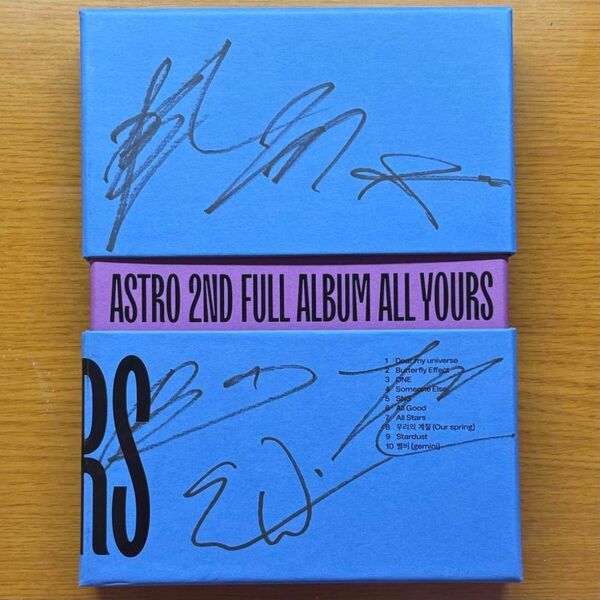 ASTRO 2ND FULL ALBUM ALL YOURS
RS
1 Dear my universe
2 Butterfly Effect
3 ONE
4 Someone Else
5 SNS
6 All Good
7 All Stars
8 우리의 계절 (Our spring)
9 Stardust
10 별비 (gemini)